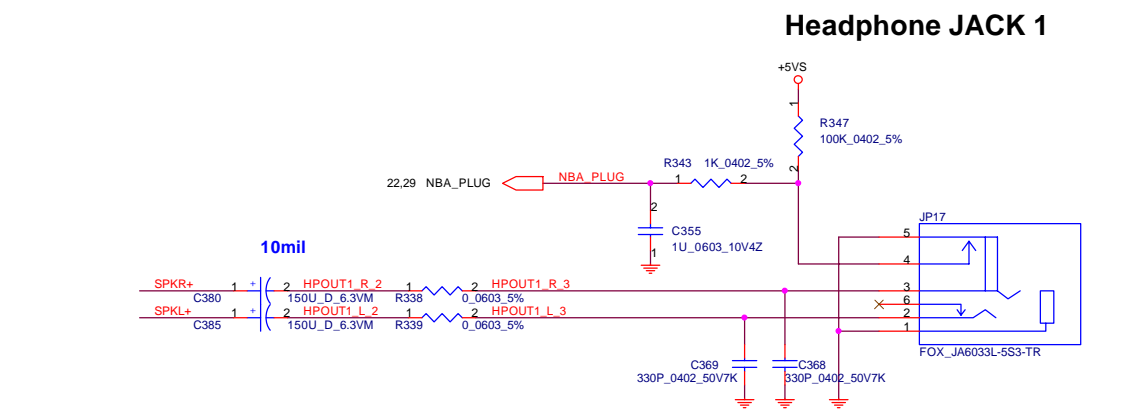 Headphone JACK 1
+5VS
1
R347
100K_0402_5%
2
R343 1K_0402_5%
22,29 NBA_PLUG NBA_PLUG 1 2
2
C355
1U_0603_10V4Z
1
JP17
5
4
3
6
2
1
FOX_JA6033L-5S3-TR
10mil
SPKR+ 1 + 2 HPOUT1_R_2 1 2 HPOUT1_R_3
C380 150U_D_6.3VM R338 0_0603_5%
SPKL+ 1 + 2 HPOUT1_L_2 1 2 HPOUT1_L_3
C385 150U_D_6.3VM R339 0_0603_5%
C369 C368
330P_0402_50V7K 330P_0402_50V7K